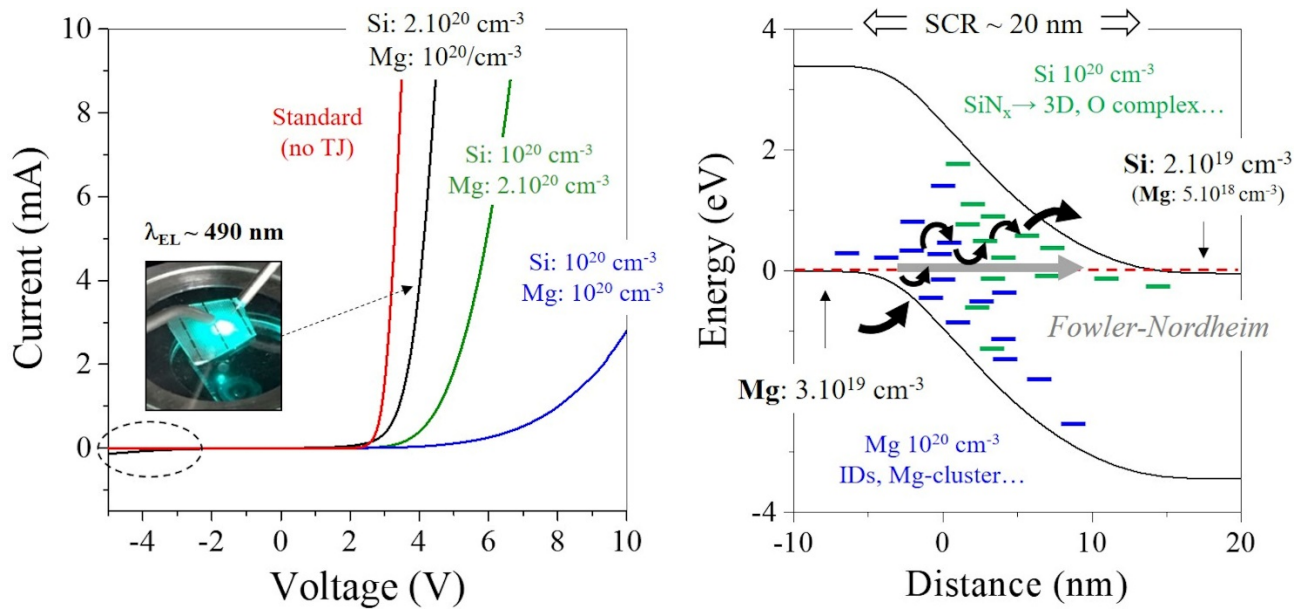 10
8
6
4
2
0
Current (mA)
-4
-2
0
2
4
6
8
10
Voltage (V)
Si: 2.10²⁰ cm⁻³
Mg: 10²⁰/cm⁻³
Standard
(no TJ)
Si: 10²⁰ cm⁻³
Mg: 2.10²⁰ cm⁻³
λEL ~ 490 nm
Si: 10²⁰ cm⁻³
Mg: 10²⁰ cm⁻³
SCR ~ 20 nm
4
2
0
-2
-4
Energy (eV)
Si 10²⁰ cm⁻³
SiNₓ→ 3D, O complex…
Si: 2.10¹⁹ cm⁻³
(Mg: 5.10¹⁸ cm⁻³)
Fowler-Nordheim
Mg: 3.10¹⁹ cm⁻³
Mg 10²⁰ cm⁻³
IDs, Mg-cluster…
-10
0
10
20
Distance (nm)